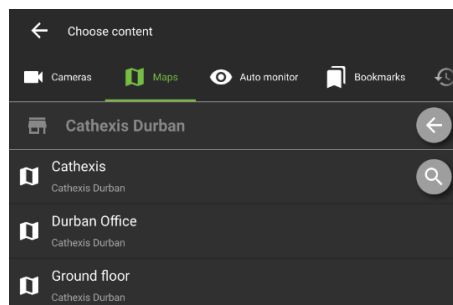 Choose content
Cameras Maps Auto monitor Bookmarks
Cathexis Durban
Cathexis
Cathexis Durban
Durban Office
Cathexis Durban
Ground floor
Cathexis Durban